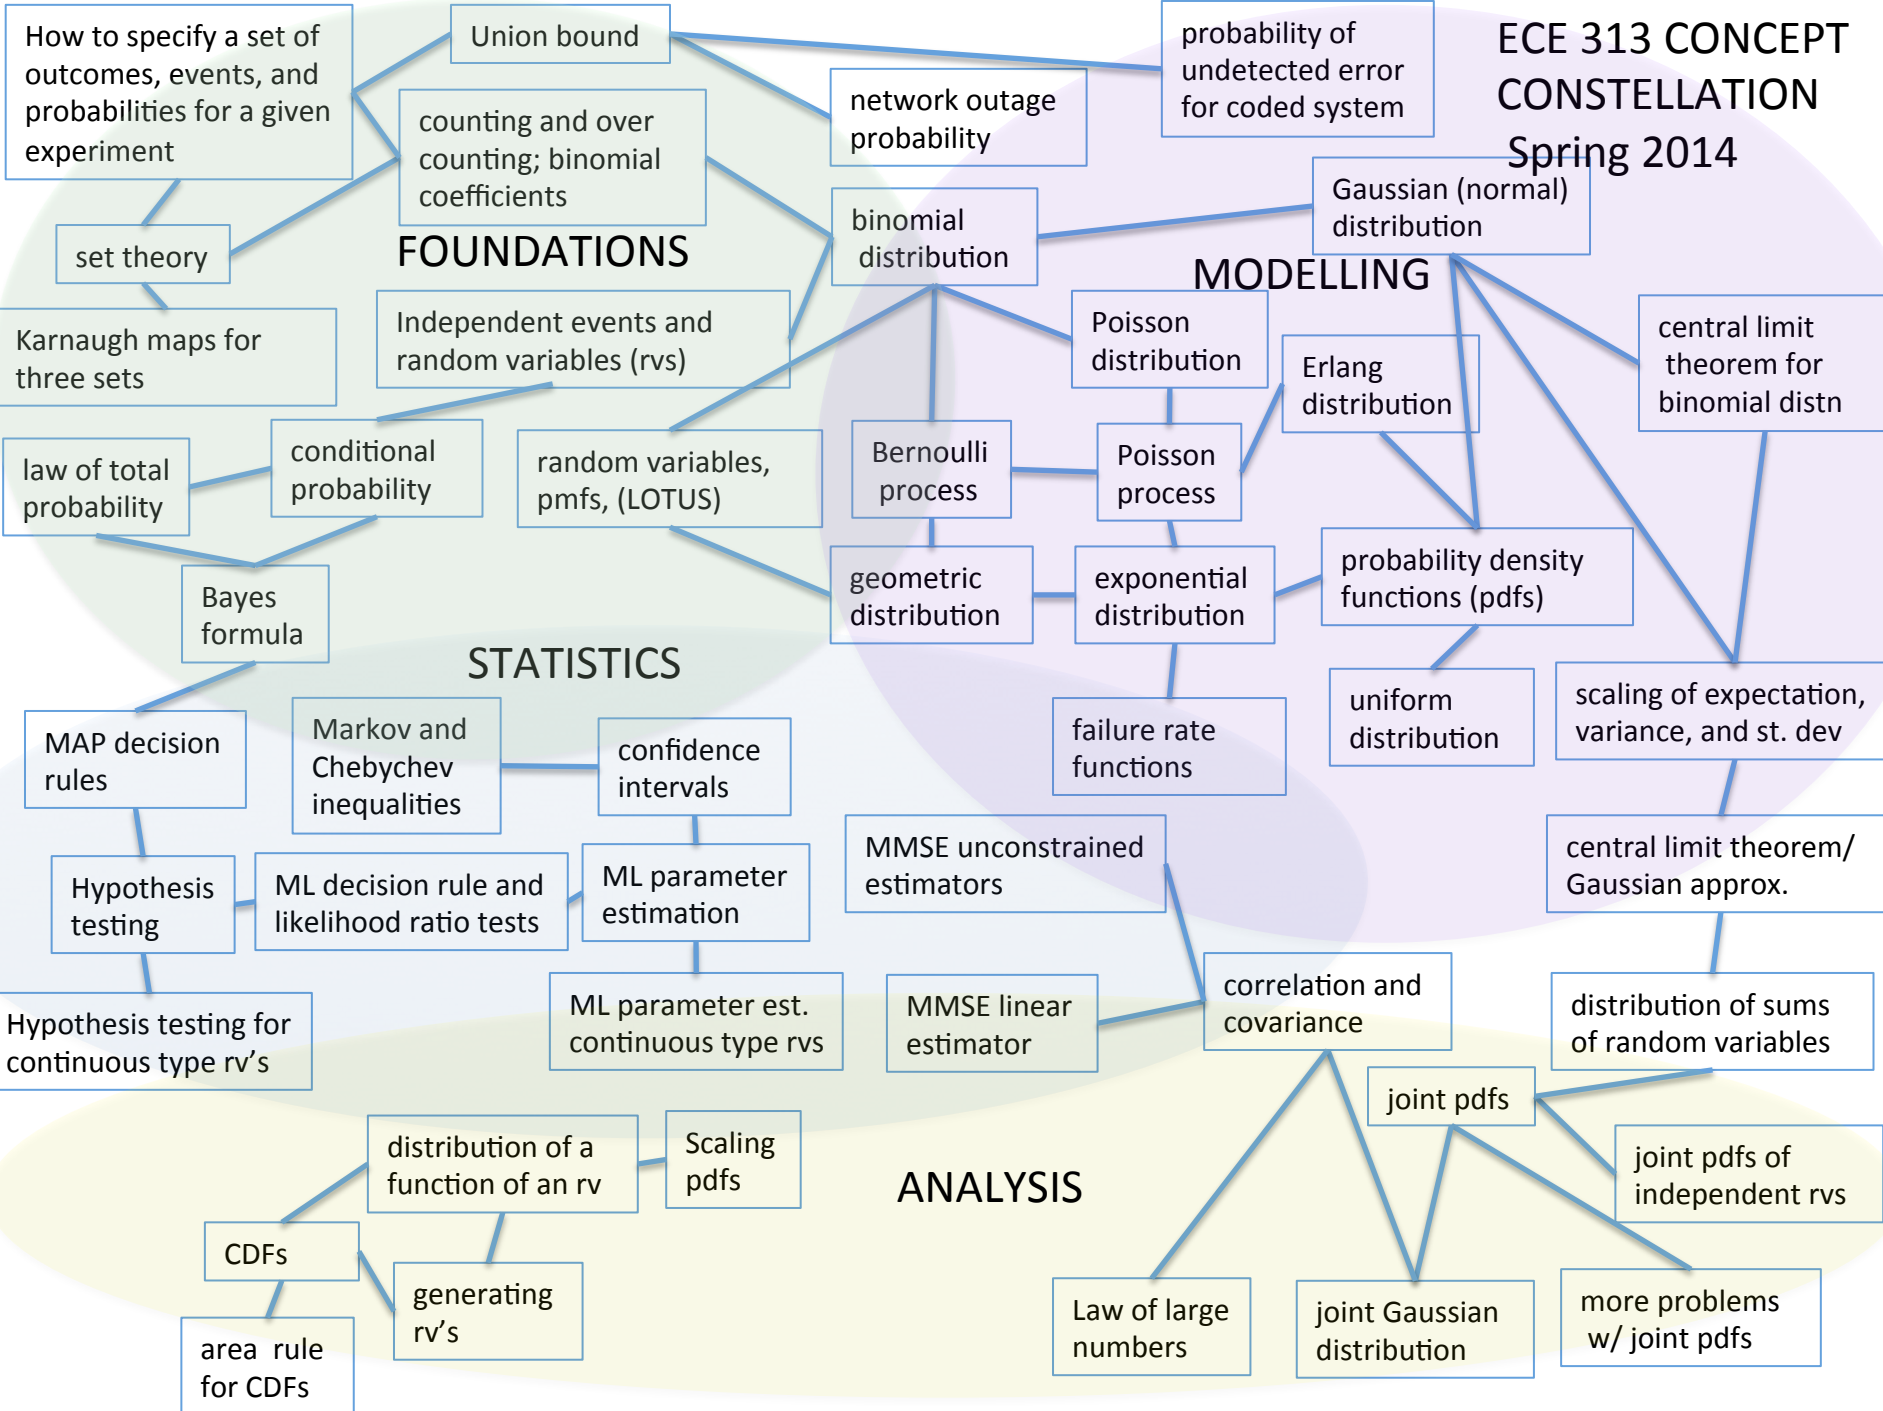 How to specify a set of
outcomes, events, and
probabilities for a given
experiment
Union bound
probability of
undetected error
for coded system
ECE 313 CONCEPT
CONSTELLATION
Spring 2014
counting and over
counting; binomial
coefficients
network outage
probability
set theory
FOUNDATIONS
binomial
distribution
Gaussian (normal)
distribution
MODELLING
Karnaugh maps for
three sets
Independent events and
random variables (rvs)
Poisson
distribution
Erlang
distribution
central limit
theorem for
binomial distn
law of total
probability
conditional
probability
random variables,
pmfs, (LOTUS)
Bernoulli
process
Poisson
process
Bayes
formula
geometric
distribution
exponential
distribution
probability density
functions (pdfs)
STATISTICS
MAP decision
rules
Markov and
Chebychev
inequalities
confidence
intervals
failure rate
functions
uniform
distribution
scaling of expectation,
variance, and st. dev
Hypothesis
testing
ML decision rule and
likelihood ratio tests
ML parameter
estimation
MMSE unconstrained
estimators
central limit theorem/
Gaussian approx.
Hypothesis testing for
continuous type rv’s
ML parameter est.
continuous type rvs
MMSE linear
estimator
correlation and
covariance
distribution of sums
of random variables
joint pdfs
distribution of a
function of an rv
Scaling
pdfs
ANALYSIS
joint pdfs of
independent rvs
CDFs
generating
rv’s
area rule
for CDFs
Law of large
numbers
joint Gaussian
distribution
more problems
w/ joint pdfs